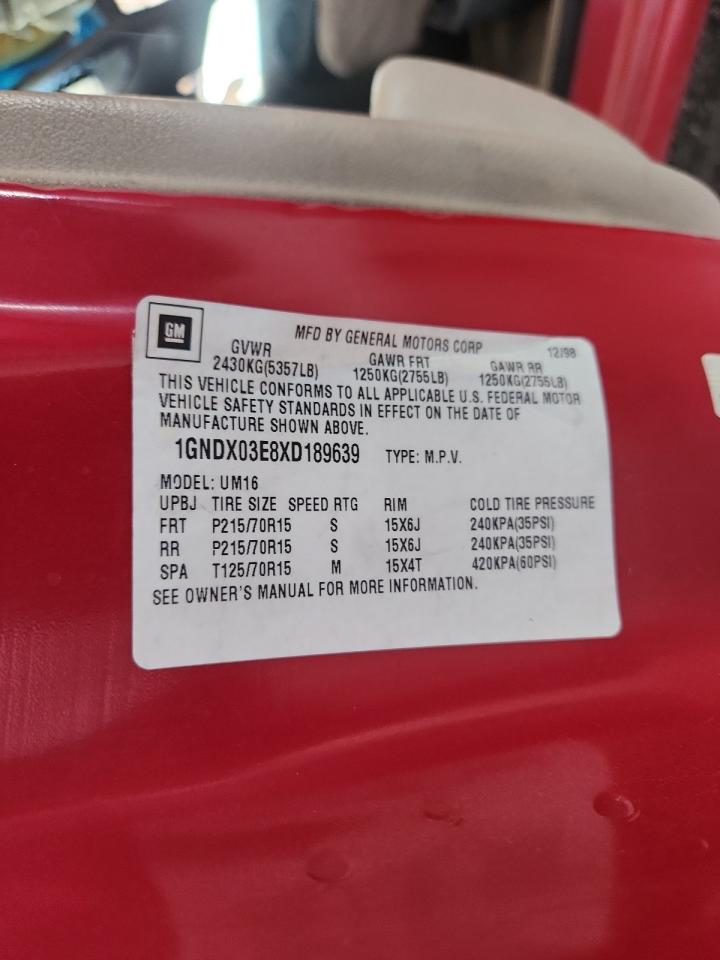 GM
MFD BY GENERAL MOTORS CORP 12/98
GVWR GAWR FRT GAWR RR
2430KG(5357LB) 1250KG(2755LB) 1250KG(2755LB)
THIS VEHICLE CONFORMS TO ALL APPLICABLE U.S. FEDERAL MOTOR
VEHICLE SAFETY STANDARDS IN EFFECT ON THE DATE OF
MANUFACTURE SHOWN ABOVE.
1GNDX03E8XD189639 TYPE: M.P.V.
MODEL: UM16
UPBJ TIRE SIZE SPEED RTG RIM COLD TIRE PRESSURE
FRT P215/70R15 S 15X6J 240KPA(35PSI)
RR P215/70R15 S 15X6J 240KPA(35PSI)
SPA T125/70R15 M 15X4T 420KPA(60PSI)
SEE OWNER'S MANUAL FOR MORE INFORMATION.